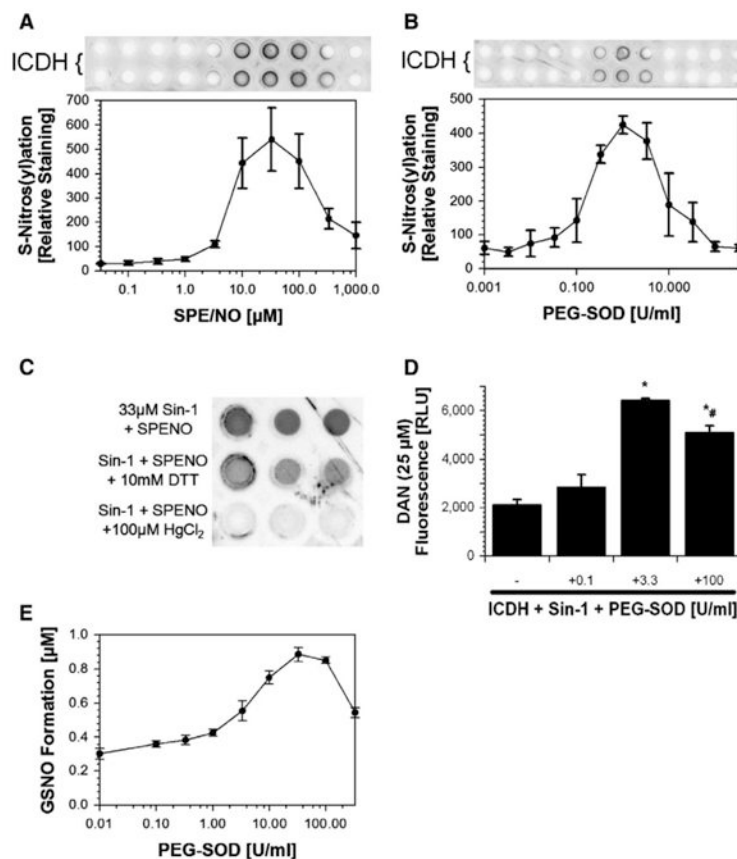 A
ICDH {
S-Nitros(yl)ation
[Relative Staining]
700
600
500
400
300
200
100
0
0.1
1.0
10.0
100.0
1,000.0
SPE/NO [µM]
B
ICDH {
S-Nitros(yl)ation
[Relative Staining]
500
400
300
200
100
0
0.001
0.100
10.000
PEG-SOD [U/ml]
C
33µM Sin-1
+ SPENO
Sin-1 + SPENO
+ 10mM DTT
Sin-1 + SPENO
+100µM HgCl₂
D
DAN (25 µM)
Fluorescence [RLU]
6,000
4,000
2,000
0
*
*#
-
+0.1
+3.3
+100
ICDH + Sin-1 + PEG-SOD [U/ml]
E
GSNO Formation [µM]
1.0
0.8
0.6
0.4
0.2
0.0
0.01
0.10
1.00
10.00
100.00
PEG-SOD [U/ml]